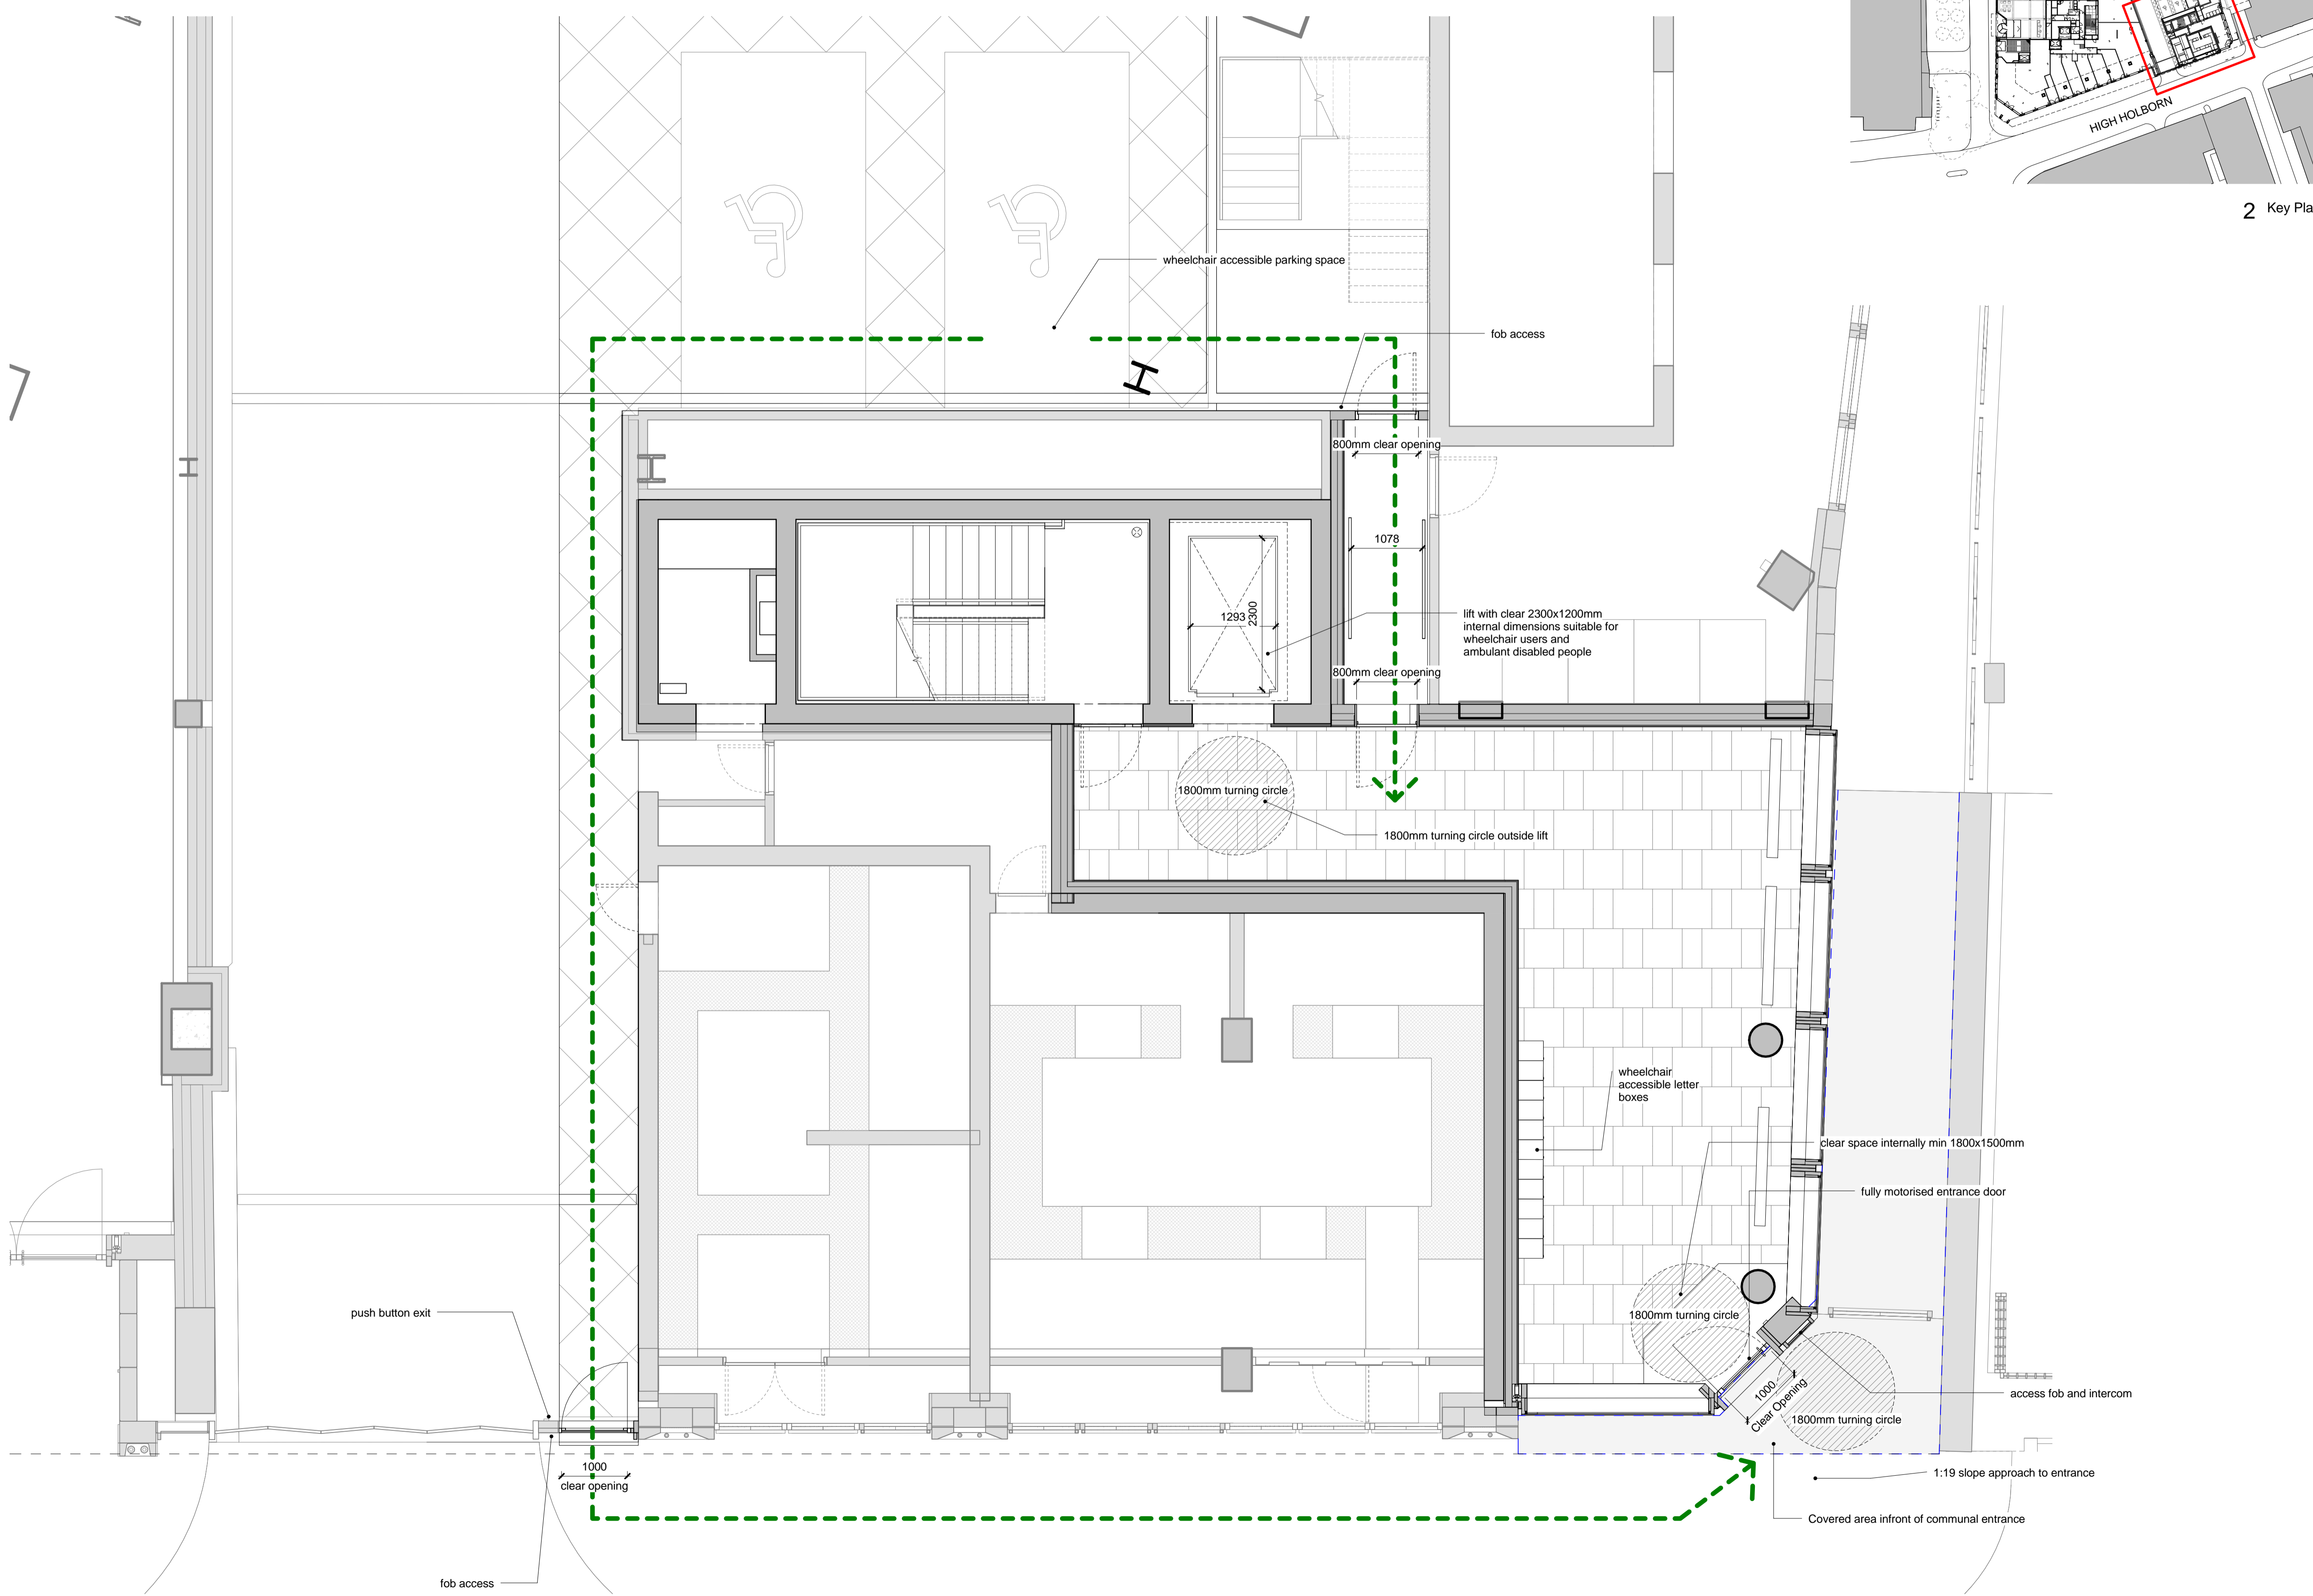 HIGH HOLBORN
2 Key Pla
wheelchair accessible parking space
fob access
800mm clear opening
1078
1293
2300
lift with clear 2300x1200mm
internal dimensions suitable for
wheelchair users and
ambulant disabled people
800mm clear opening
1800mm turning circle
1800mm turning circle outside lift
wheelchair
accessible letter
boxes
clear space internally min 1800x1500mm
fully motorised entrance door
push button exit
1800mm turning circle
1000
Clear Opening
access fob and intercom
1800mm turning circle
1000
clear opening
1:19 slope approach to entrance
Covered area infront of communal entrance
fob access